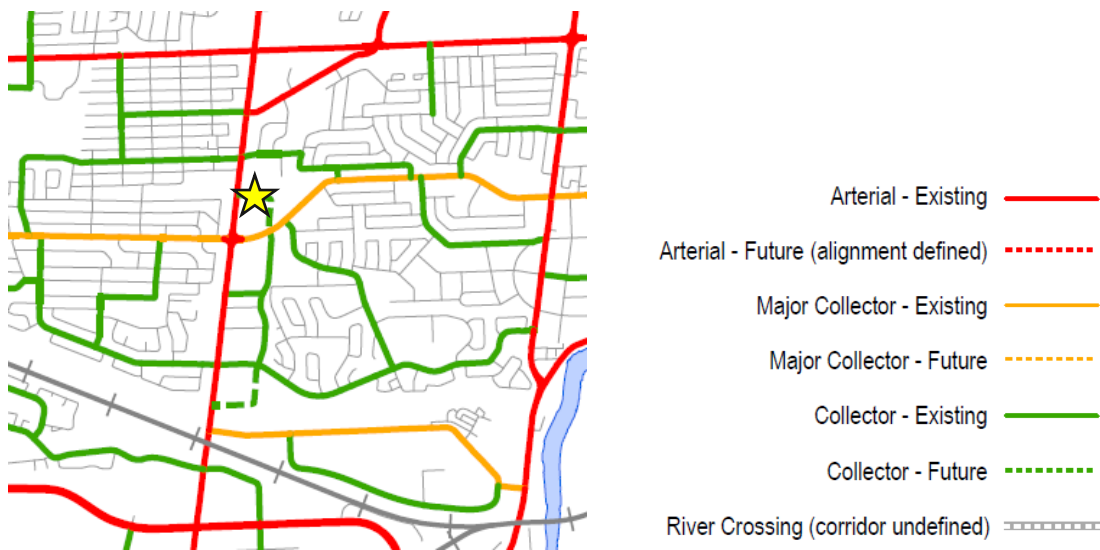 Arterial - Existing
Arterial - Future (alignment defined)
Major Collector - Existing
Major Collector - Future
Collector - Existing
Collector - Future
River Crossing (corridor undefined)